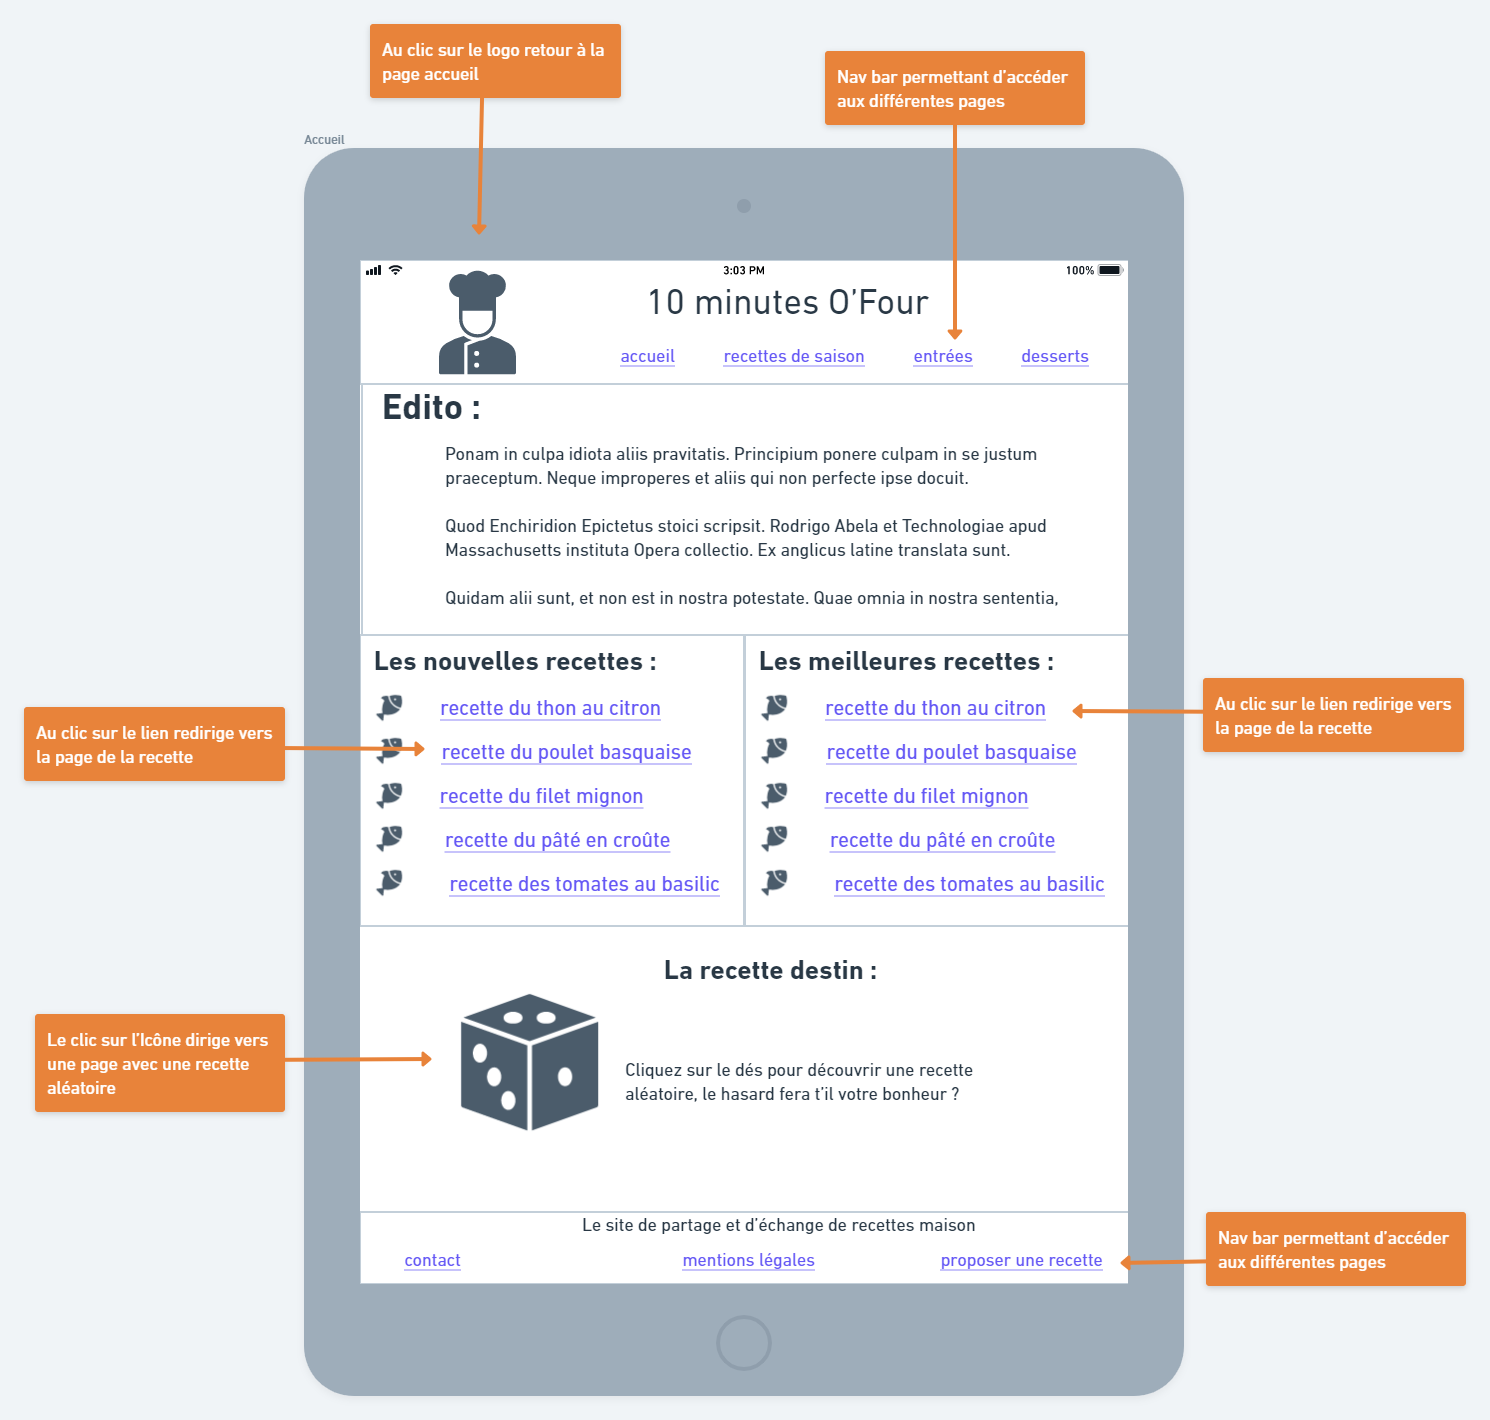 Au clic sur le logo retour à la
page accueil
Nav bar permettant d'accéder
aux différentes pages
Accueil
3:03 PM
100%
10 minutes O'Four
accueil
recettes de saison
entrées
desserts
Edito :
Ponam in culpa idiota aliis pravitatis. Principium ponere culpam in se justum
praeceptum. Neque improperes et aliis qui non perfecte ipse docuit.
Quod Enchiridion Epictetus stoici scripsit. Rodrigo Abela et Technologiae apud
Massachusetts instituta Opera collectio. Ex anglicus latine translata sunt.
Quidam alii sunt, et non est in nostra potestate. Quae omnia in nostra sententia,
Les nouvelles recettes :
recette du thon au citron
recette du poulet basquaise
recette du filet mignon
recette du pâté en croûte
recette des tomates au basilic
Les meilleures recettes :
recette du thon au citron
recette du poulet basquaise
recette du filet mignon
recette du pâté en croûte
recette des tomates au basilic
Au clic sur le lien redirige vers
la page de la recette
Au clic sur le lien redirige vers
la page de la recette
La recette destin :
Le clic sur l'Icône dirige vers
une page avec une recette
aléatoire
Cliquez sur le dés pour découvrir une recette
aléatoire, le hasard fera t'il votre bonheur ?
Le site de partage et d'échange de recettes maison
contact
mentions légales
proposer une recette
Nav bar permettant d'accéder
aux différentes pages